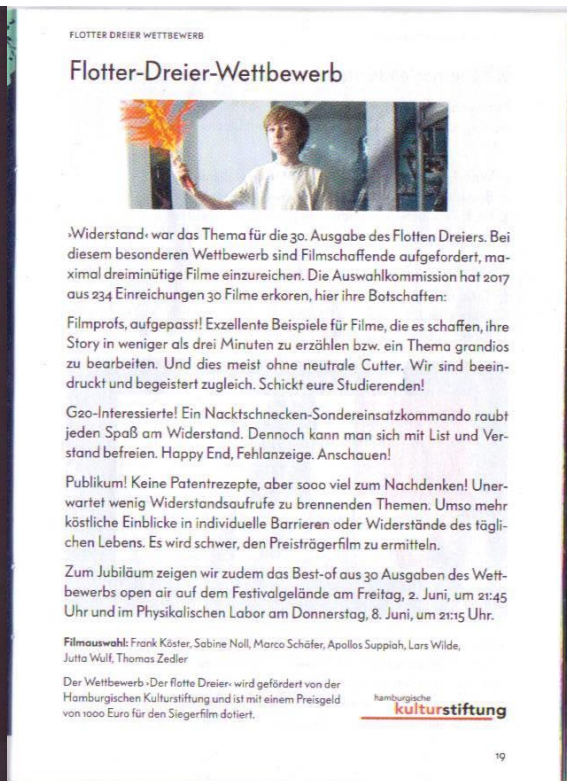 FLOTTER DREIER WETTBEWERB
Flotter-Dreier-Wettbewerb
›Widerstand‹ war das Thema für die 30. Ausgabe des Flotten Dreiers. Bei
diesem besonderen Wettbewerb sind Filmschaffende aufgefordert, ma-
ximal dreiminütige Filme einzureichen. Die Auswahlkommission hat 2017
aus 234 Einreichungen 30 Filme erkoren, hier ihre Botschaften:
Filmprofs, aufgepasst! Exzellente Beispiele für Filme, die es schaffen, ihre
Story in weniger als drei Minuten zu erzählen bzw. ein Thema grandios
zu bearbeiten. Und dies meist ohne neutrale Cutter. Wir sind beein-
druckt und begeistert zugleich. Schickt eure Studierenden!
G20-Interessierte! Ein Nacktschnecken-Sondereinsatzkommando raubt
jeden Spaß am Widerstand. Dennoch kann man sich mit List und Ver-
stand befreien. Happy End, Fehlanzeige. Anschauen!
Publikum! Keine Patentrezepte, aber sooo viel zum Nachdenken! Uner-
wartet wenig Widerstandsaufrufe zu brennenden Themen. Umso mehr
köstliche Einblicke in individuelle Barrieren oder Widerstände des tägli-
chen Lebens. Es wird schwer, den Preisträgerfilm zu ermitteln.
Zum Jubiläum zeigen wir zudem das Best-of aus 30 Ausgaben des Wett-
bewerbs open air auf dem Festivalgelände am Freitag, 2. Juni, um 21:45
Uhr und im Physikalischen Labor am Donnerstag, 8. Juni, um 21:15 Uhr.
Filmauswahl: Frank Köster, Sabine Noll, Marco Schäfer, Apollos Suppiah, Lars Wilde,
Jutta Wulf, Thomas Zedler
Der Wettbewerb ›Der flotte Dreier‹ wird gefördert von der
Hamburgischen Kulturstiftung und ist mit einem Preisgeld
von 1000 Euro für den Siegerfilm dotiert.
hamburgische
kulturstiftung
19